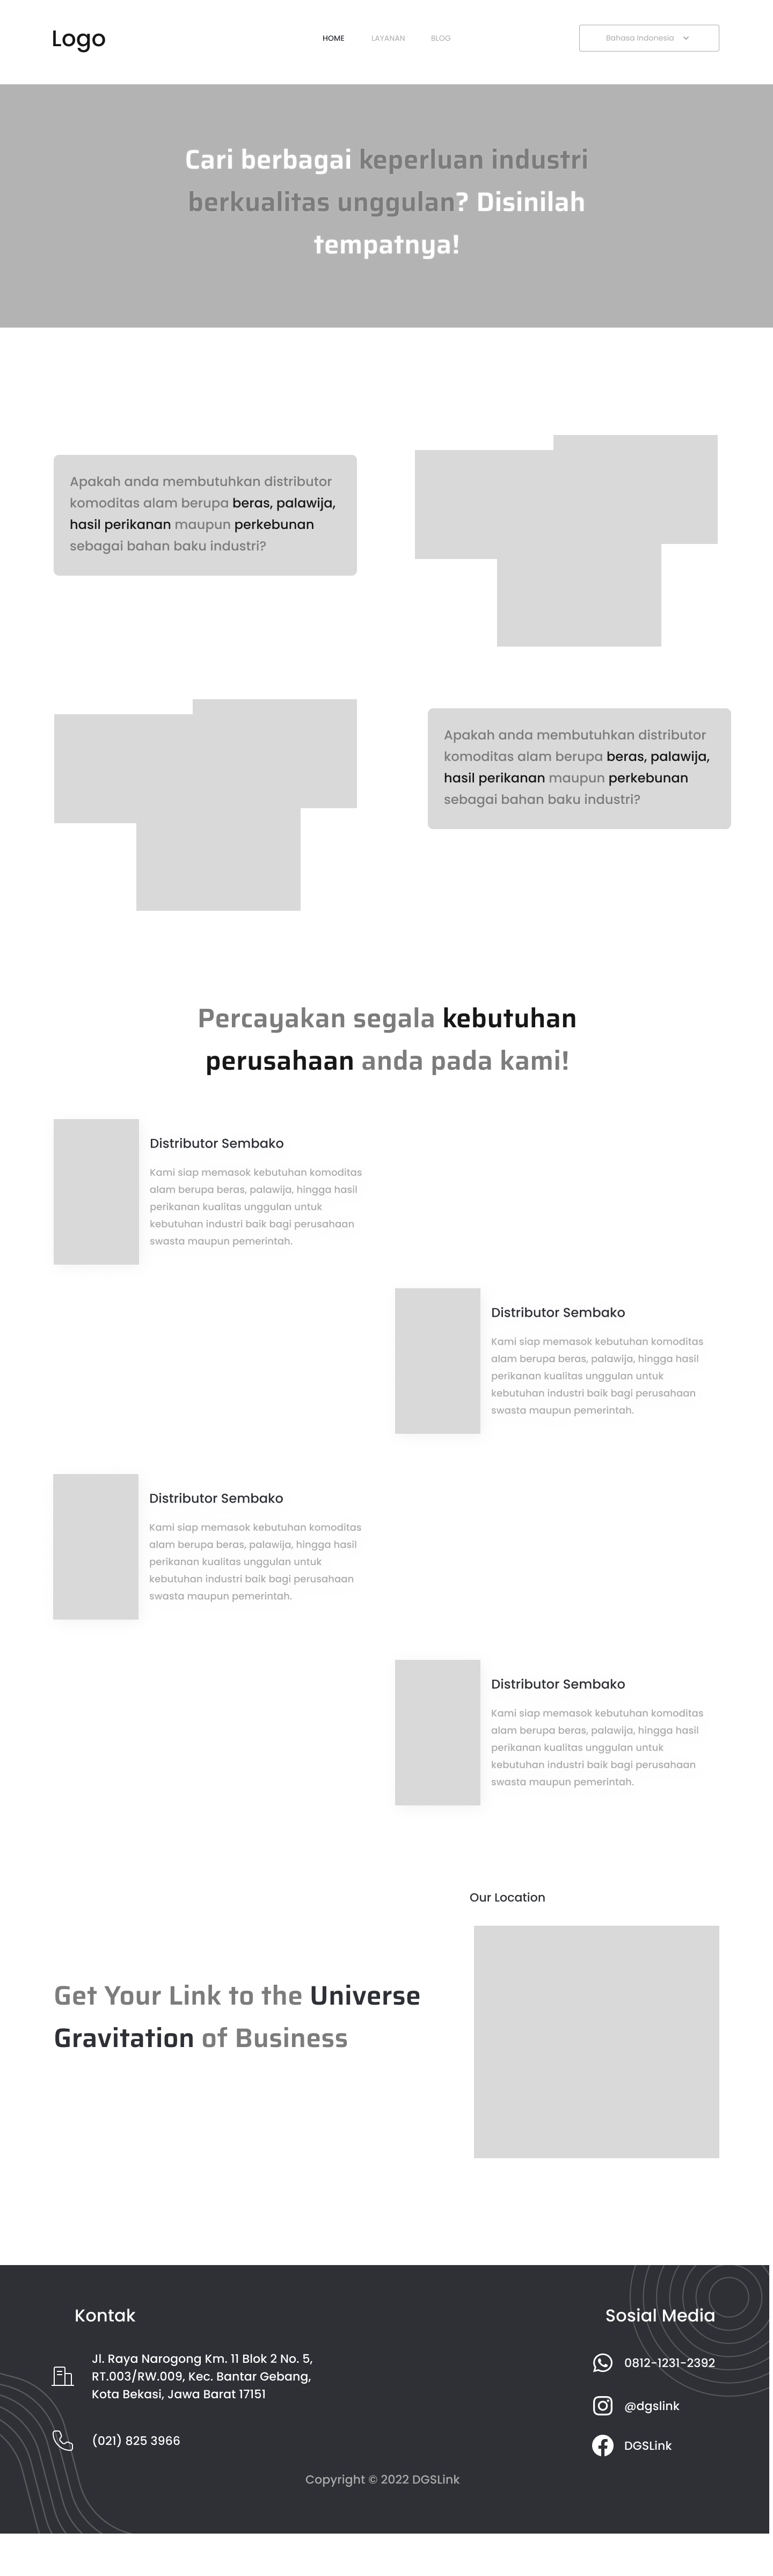 Logo
HOME
LAYANAN
BLOG
Bahasa Indonesia
Cari berbagai keperluan industri
berkualitas unggulan? Disinilah
tempatnya!
Apakah anda membutuhkan distributor
komoditas alam berupa beras, palawija,
hasil perikanan maupun perkebunan
sebagai bahan baku industri?
Apakah anda membutuhkan distributor
komoditas alam berupa beras, palawija,
hasil perikanan maupun perkebunan
sebagai bahan baku industri?
Percayakan segala kebutuhan
perusahaan anda pada kami!
Distributor Sembako
Kami siap memasok kebutuhan komoditas
alam berupa beras, palawija, hingga hasil
perikanan kualitas unggulan untuk
kebutuhan industri baik bagi perusahaan
swasta maupun pemerintah.
Distributor Sembako
Kami siap memasok kebutuhan komoditas
alam berupa beras, palawija, hingga hasil
perikanan kualitas unggulan untuk
kebutuhan industri baik bagi perusahaan
swasta maupun pemerintah.
Distributor Sembako
Kami siap memasok kebutuhan komoditas
alam berupa beras, palawija, hingga hasil
perikanan kualitas unggulan untuk
kebutuhan industri baik bagi perusahaan
swasta maupun pemerintah.
Distributor Sembako
Kami siap memasok kebutuhan komoditas
alam berupa beras, palawija, hingga hasil
perikanan kualitas unggulan untuk
kebutuhan industri baik bagi perusahaan
swasta maupun pemerintah.
Our Location
Get Your Link to the Universe
Gravitation of Business
Kontak
Jl. Raya Narogong Km. 11 Blok 2 No. 5,
RT.003/RW.009, Kec. Bantar Gebang,
Kota Bekasi, Jawa Barat 17151
(021) 825 3966
Sosial Media
0812-1231-2392
@dgslink
DGSLink
Copyright © 2022 DGSLink